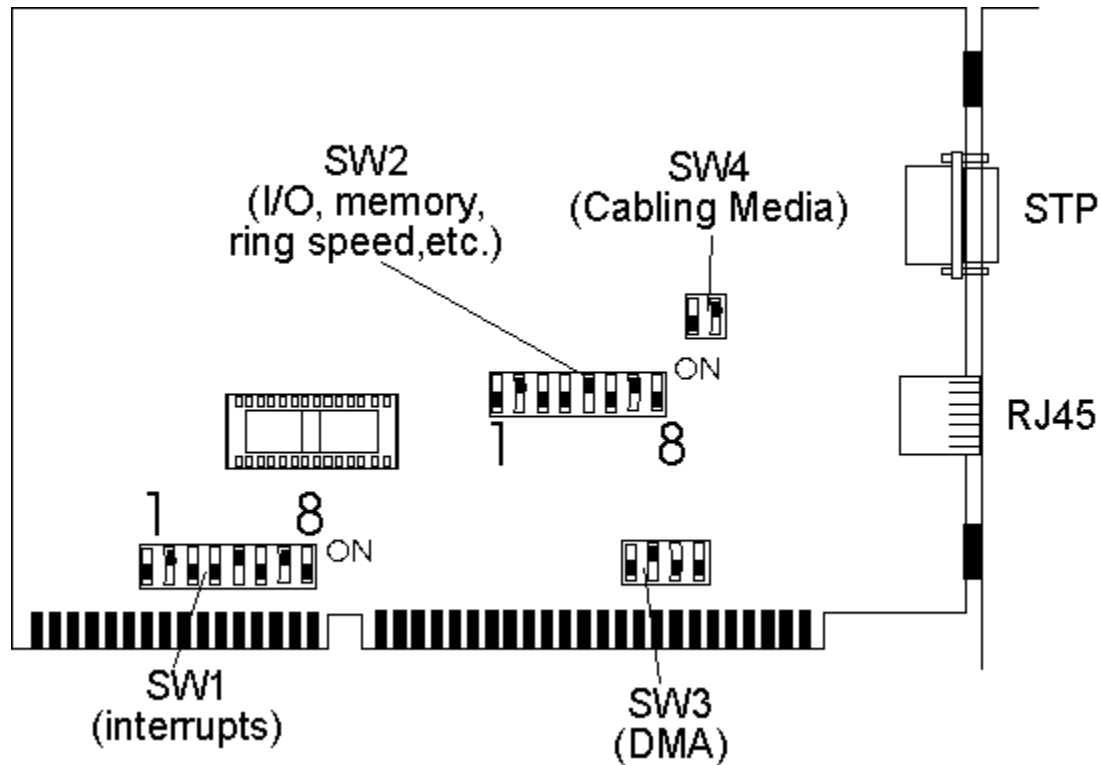 SW2
(I/O, memory,
ring speed,etc.)
SW4
(Cabling Media)
STP
ON
1 8
RJ45
1 8
ON
SW1
(interrupts)
SW3
(DMA)